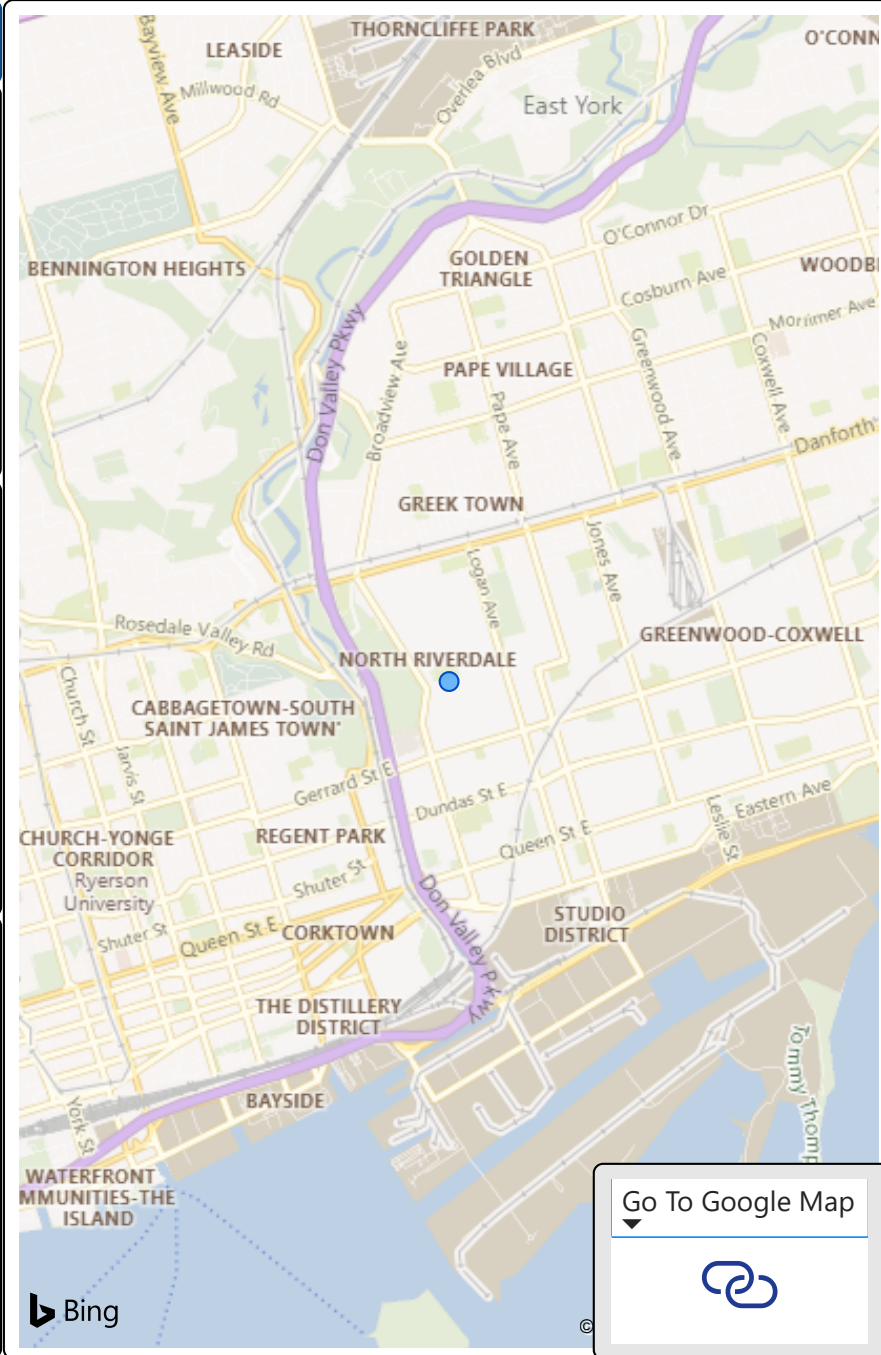 THORNCLIFFE PARK
LEASIDE
O'CONN
Bayview Ave
Millwood Rd
Overlea Blvd
East York
O'Connor Dr
GOLDEN
TRIANGLE
BENNINGTON HEIGHTS
WOODBI
Cosburn Ave
Mortimer Ave
Don Valley Pkwy
Broadview Ave
Greenwood Ave
Coxwell Ave
PAPE VILLAGE
Pape Ave
Danforth
GREEK TOWN
Logan Ave
Jones Ave
Rosedale Valley Rd
GREENWOOD-COXWELL
NORTH RIVERDALE
Church St
CABBAGETOWN-SOUTH
SAINT JAMES TOWN
Jarvis St
Gerrard St E
Dundas St E
Eastern Ave
Leslie St
CHURCH-YONGE
CORRIDOR
Ryerson
University
REGENT PARK
Queen St E
Shuter St
Don Valley Pkwy
STUDIO
DISTRICT
Shuter St
Queen St E
CORKTOWN
THE DISTILLERY
DISTRICT
Tommy Thomp
BAYSIDE
York St
WATERFRONT
MMUNITIES-THE
ISLAND
Go To Google Map
Bing
©